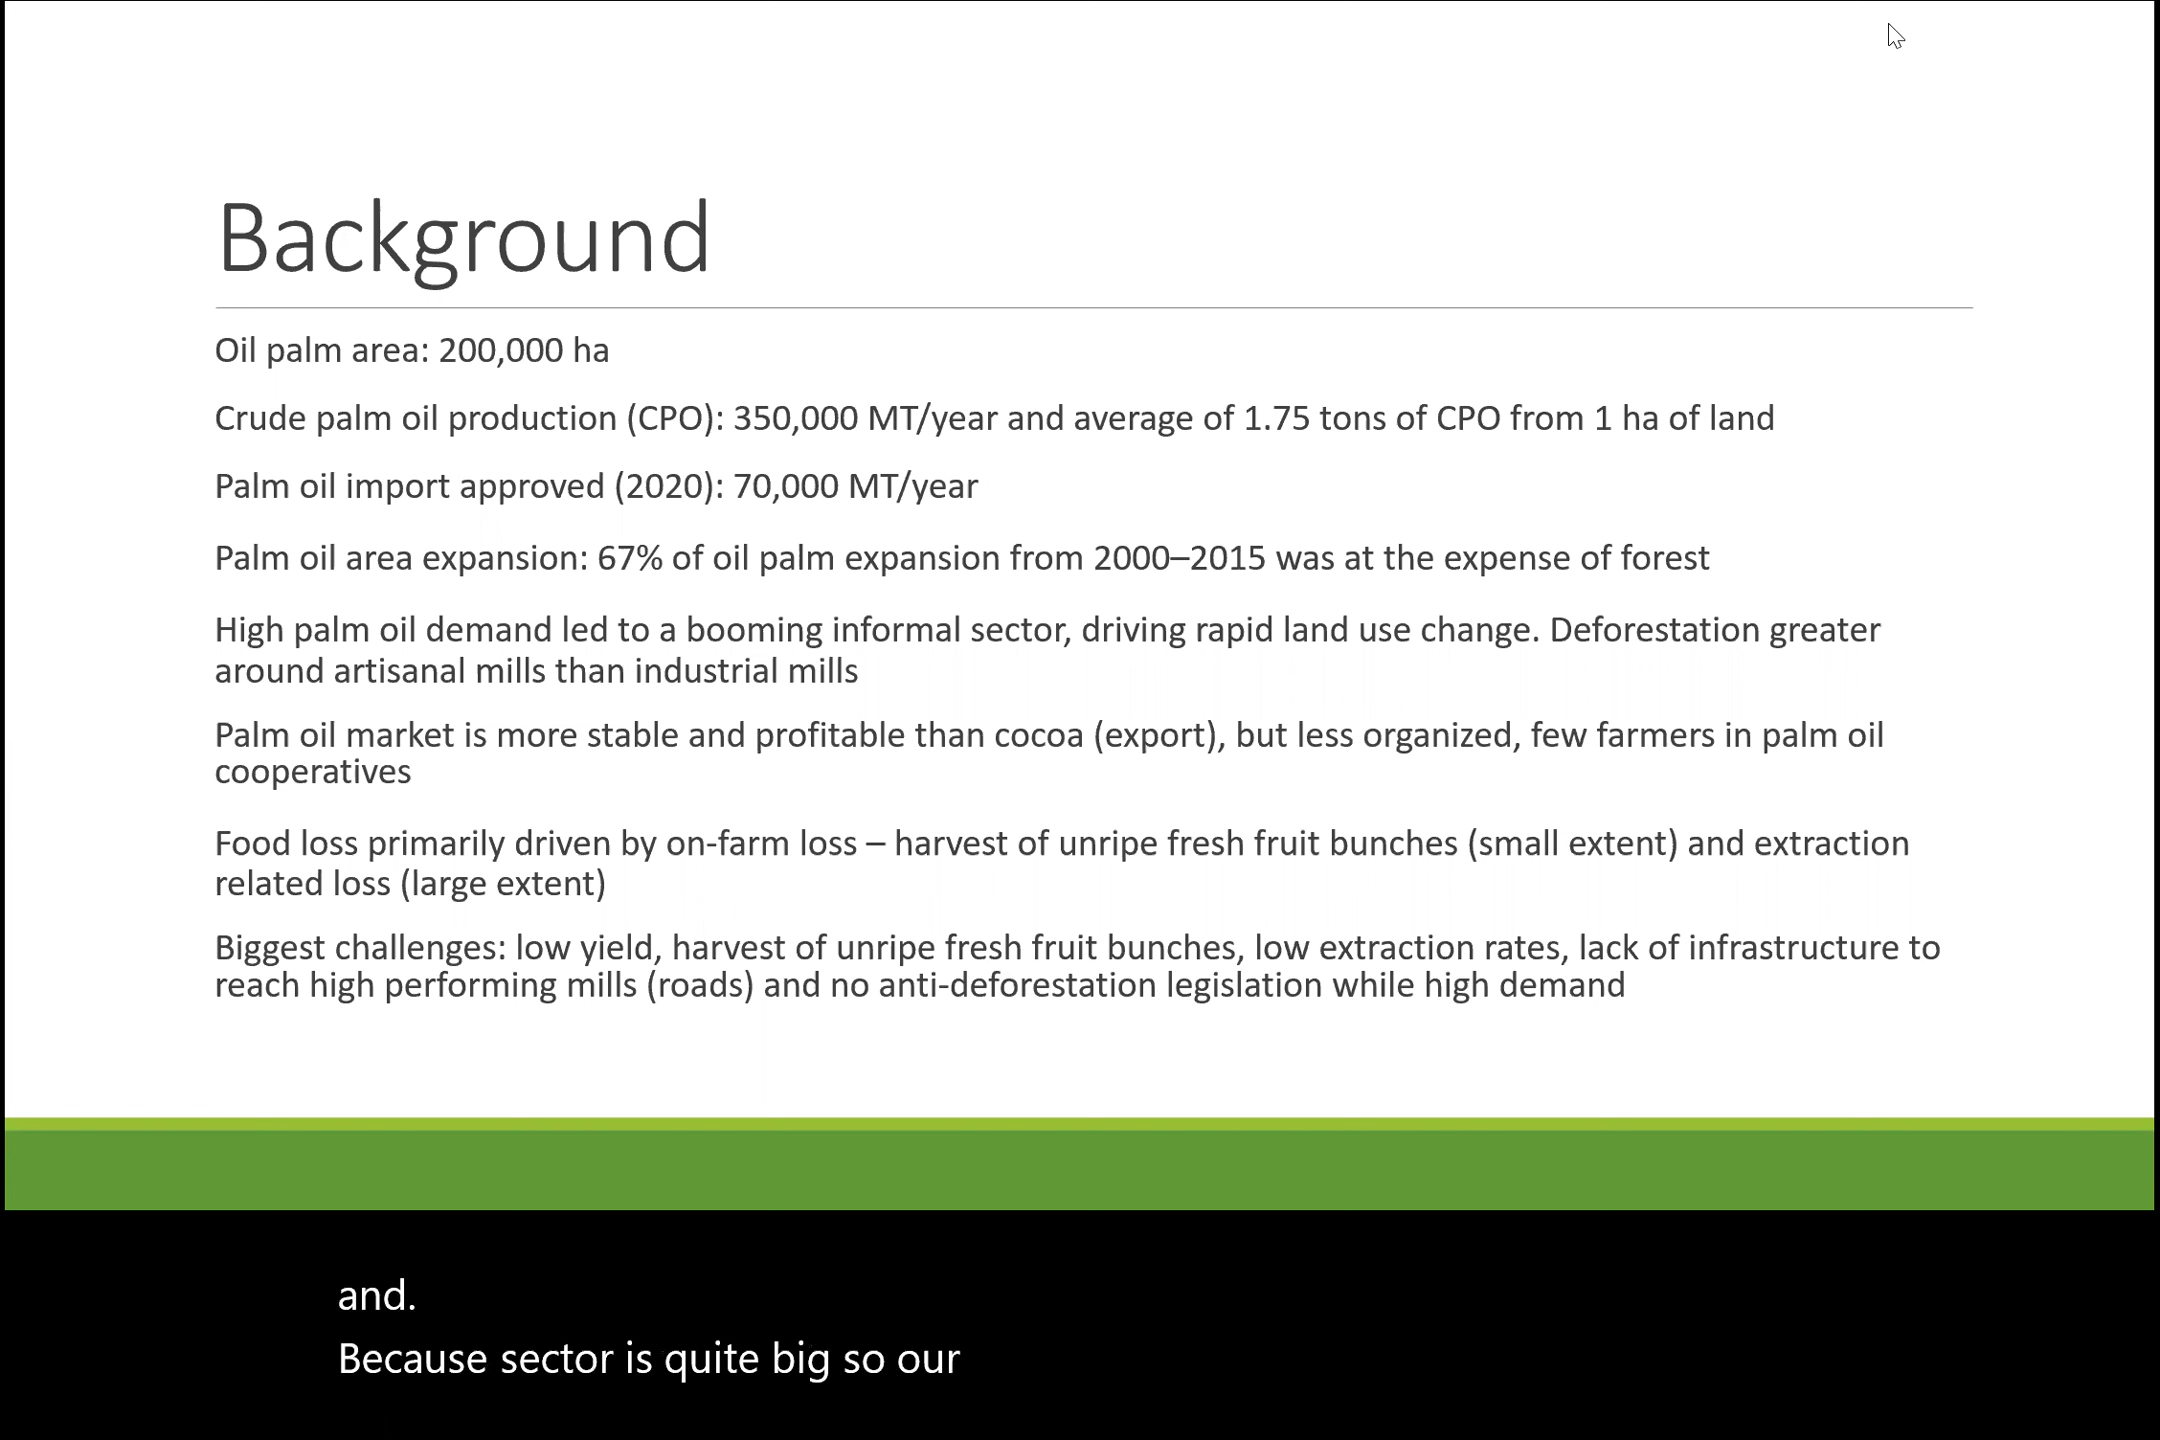 Background
Oil palm area: 200,000 ha
Crude palm oil production (CPO): 350,000 MT/year and average of 1.75 tons of CPO from 1 ha of land
Palm oil import approved (2020): 70,000 MT/year
Palm oil area expansion: 67% of oil palm expansion from 2000–2015 was at the expense of forest
High palm oil demand led to a booming informal sector, driving rapid land use change. Deforestation greater
around artisanal mills than industrial mills
Palm oil market is more stable and profitable than cocoa (export), but less organized, few farmers in palm oil
cooperatives
Food loss primarily driven by on-farm loss – harvest of unripe fresh fruit bunches (small extent) and extraction
related loss (large extent)
Biggest challenges: low yield, harvest of unripe fresh fruit bunches, low extraction rates, lack of infrastructure to
reach high performing mills (roads) and no anti-deforestation legislation while high demand
and.
Because sector is quite big so our